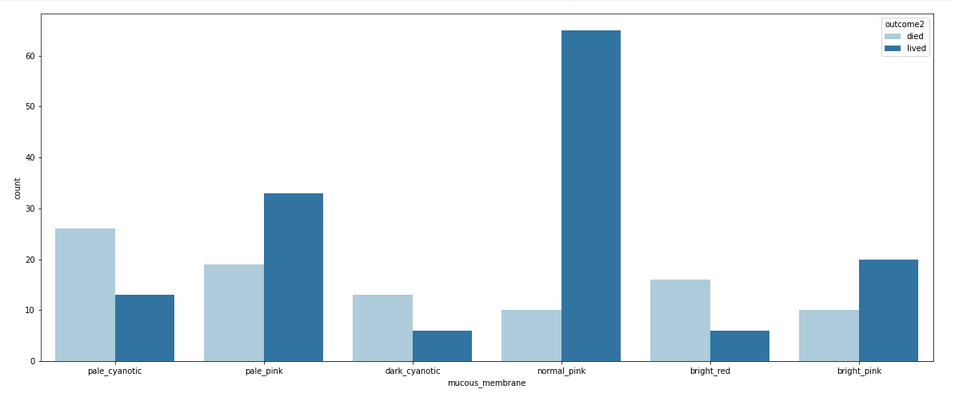 outcome2
died
lived
60
50
40
30
20
10
0
count
pale_cyanotic pale_pink dark_cyanotic normal_pink bright_red bright_pink
mucous_membrane